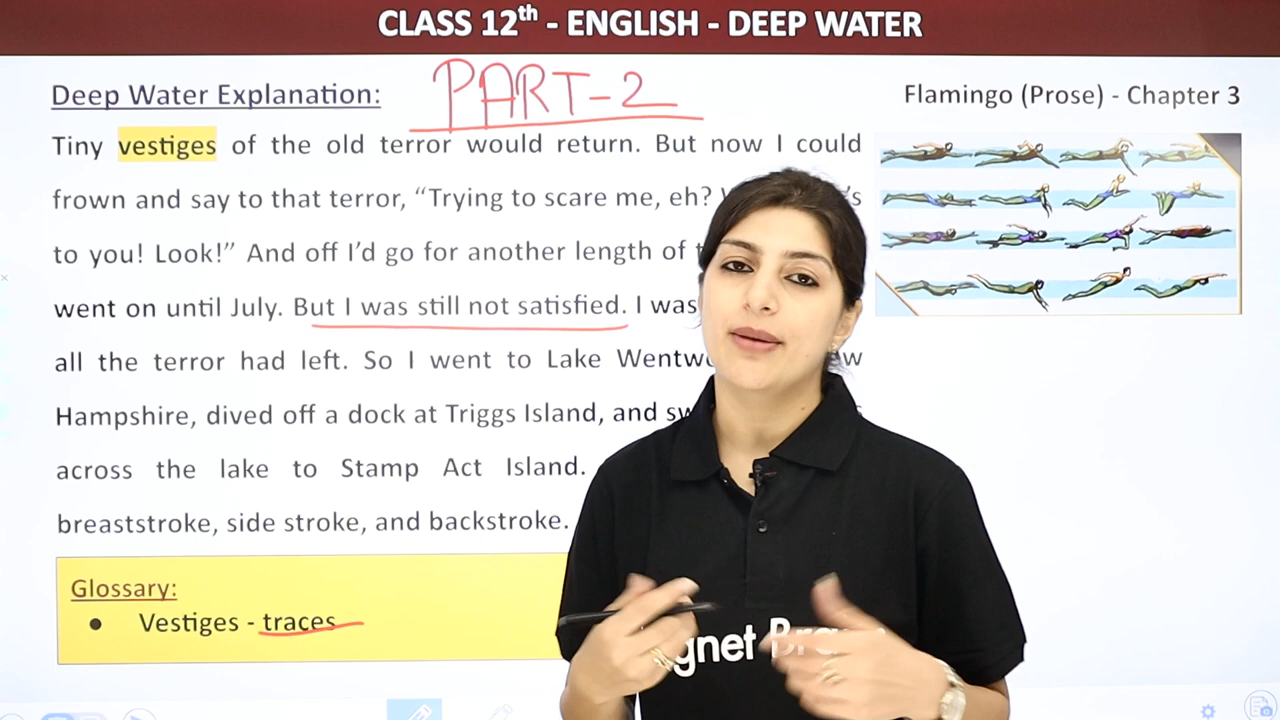 CLASS 12th - ENGLISH - DEEP WATER
Deep Water Explanation:
PART-2
Flamingo (Prose) - Chapter 3
Tiny vestiges of the old terror would return. But now I could
frown and say to that terror, “Trying to scare me, eh?
to you! Look!” And off I’d go for another length of
went on until July. But I was still not satisfied. I was
all the terror had left. So I went to Lake
Hampshire, dived off a dock at Triggs Island, and
across the lake to Stamp Act Island.
breaststroke, side stroke, and backstroke.
Glossary:
● Vestiges - traces